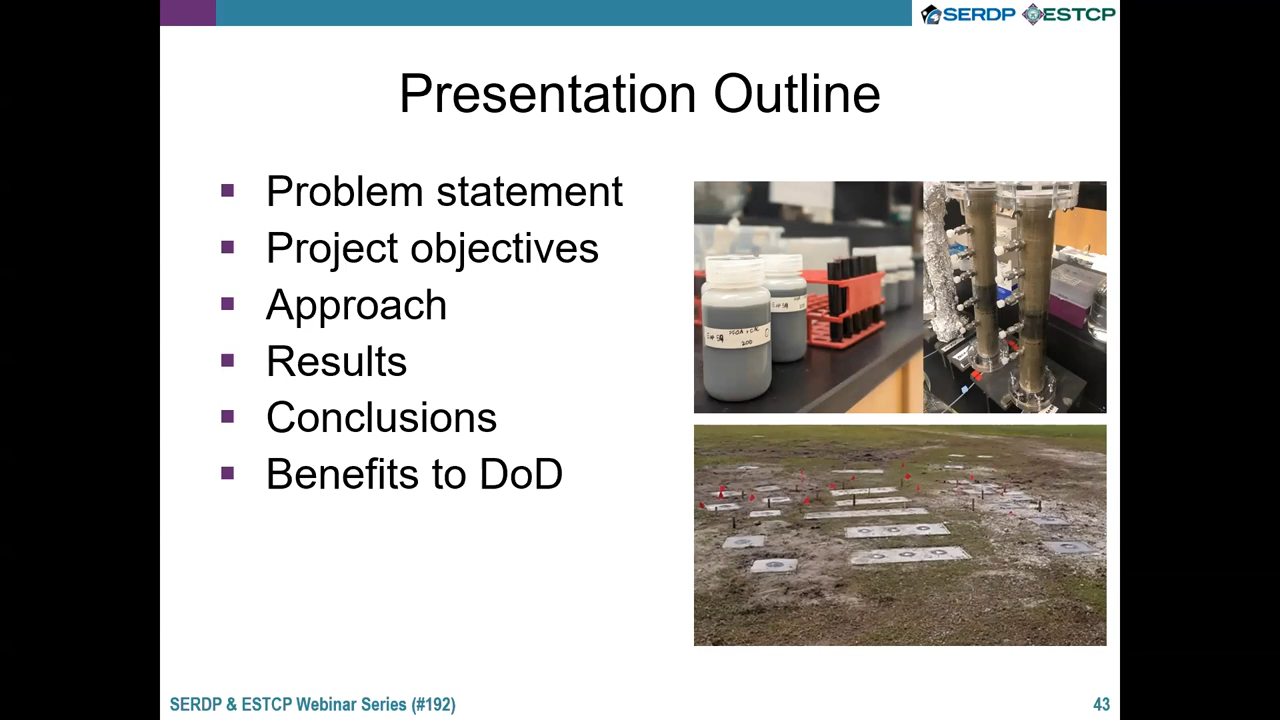 SERDP ESTCP
Presentation Outline
Problem statement
Project objectives
Approach
Results
Conclusions
Benefits to DoD
200
SERDP & ESTCP Webinar Series (#192)
43